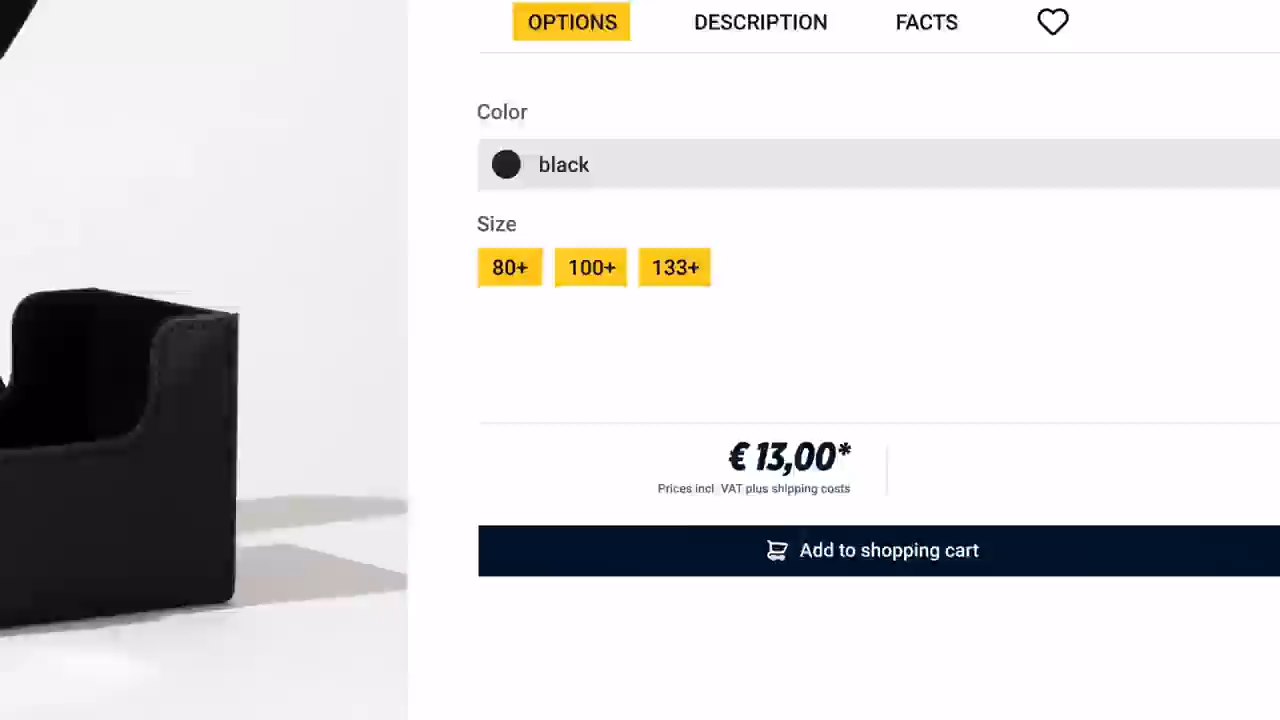 OPTIONS DESCRIPTION FACTS
Color
black
Size
80+ 100+ 133+
€ 13,00*
Prices incl. VAT plus shipping costs
Add to shopping cart